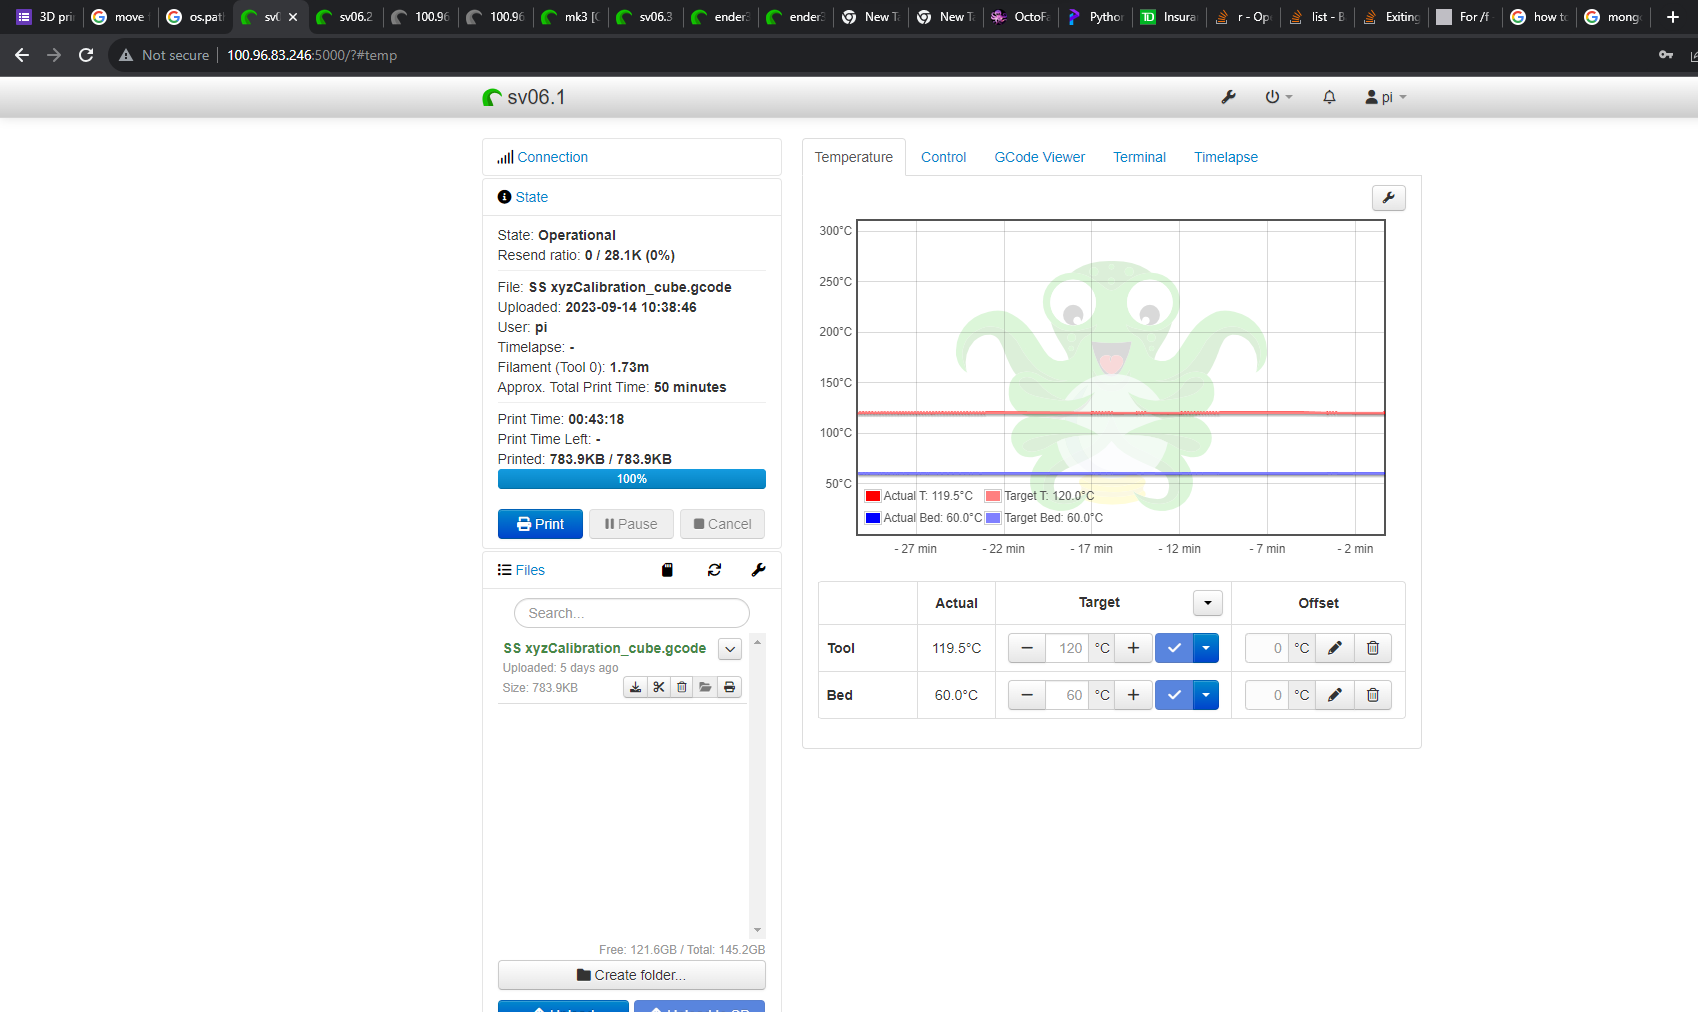 3D pri
move f
os.path
sv0
sv06.2
100.96
100.96
mk3 [O
sv06.3
ender3
ender3
New Ta
New Ta
OctoFa
Python
Insura
r - Op
list - B
Exiting
For /f
how to
mong
Not secure
100.96.83.246:5000/?#temp
sv06.1
pi
Connection
State
State: Operational
Resend ratio: 0 / 28.1K (0%)
File: SS xyzCalibration_cube.gcode
Uploaded: 2023-09-14 10:38:46
User: pi
Timelapse: -
Filament (Tool 0): 1.73m
Approx. Total Print Time: 50 minutes
Print Time: 00:43:18
Print Time Left: -
Printed: 783.9KB / 783.9KB
100%
Print
Pause
Cancel
Files
Search...
SS xyzCalibration_cube.gcode
Uploaded: 5 days ago
Size: 783.9KB
Free: 121.6GB / Total: 145.2GB
Create folder...
Temperature
Control
GCode Viewer
Terminal
Timelapse
300°C
250°C
200°C
150°C
100°C
50°C
Actual T: 119.5°C
Target T: 120.0°C
Actual Bed: 60.0°C
Target Bed: 60.0°C
- 27 min
- 22 min
- 17 min
- 12 min
- 7 min
- 2 min
Actual Target Offset
Tool 119.5°C 120 °C 0 °C
Bed 60.0°C 60 °C 0 °C